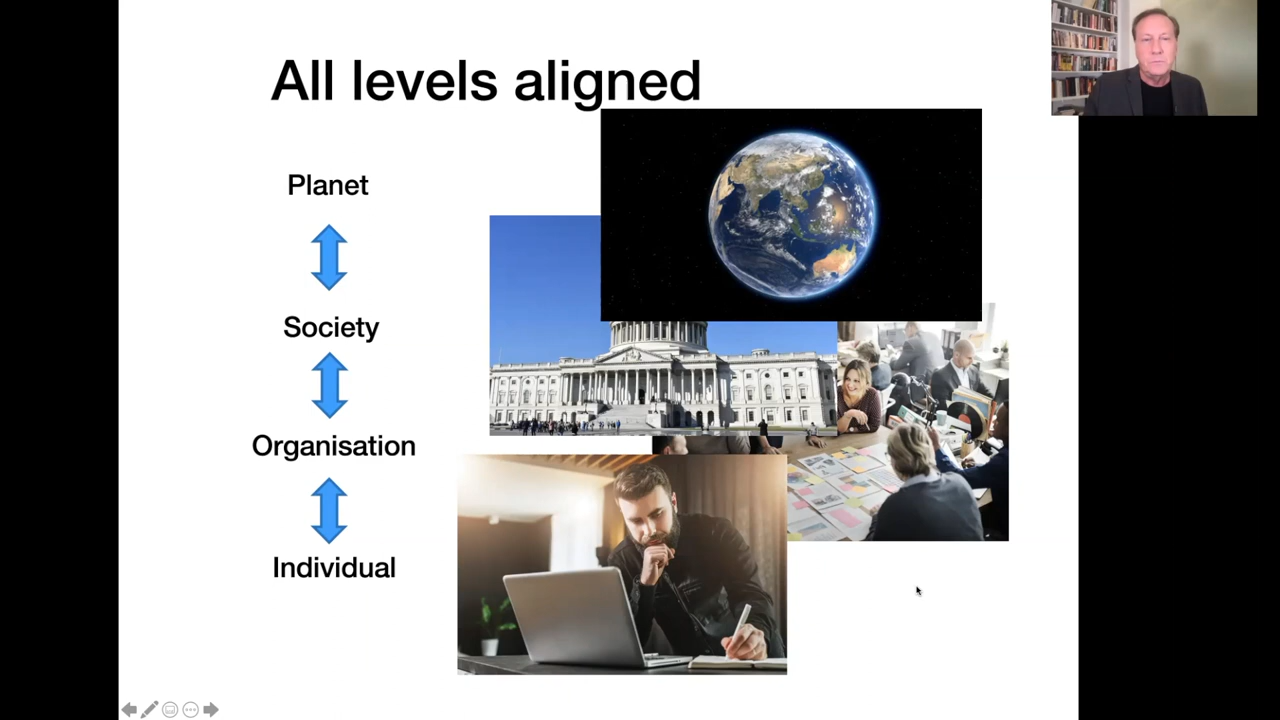 All levels aligned
Planet
Society
Organisation
Individual